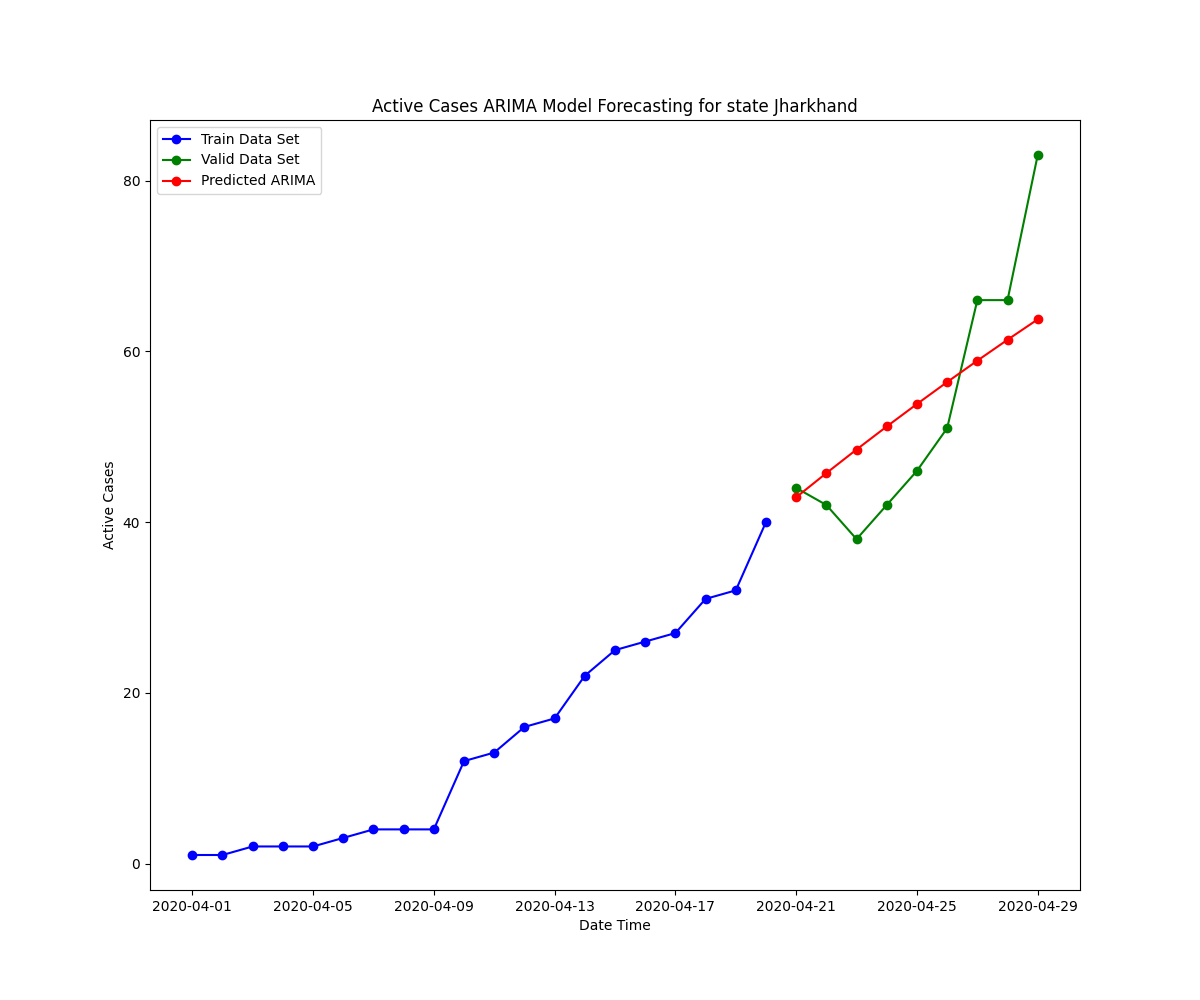 Active Cases ARIMA Model Forecasting for state Jharkhand
Train Data Set
Valid Data Set
Predicted ARIMA
80
60
40
20
0
Active Cases
2020-04-01 2020-04-05 2020-04-09 2020-04-13 2020-04-17 2020-04-21 2020-04-25 2020-04-29
Date Time